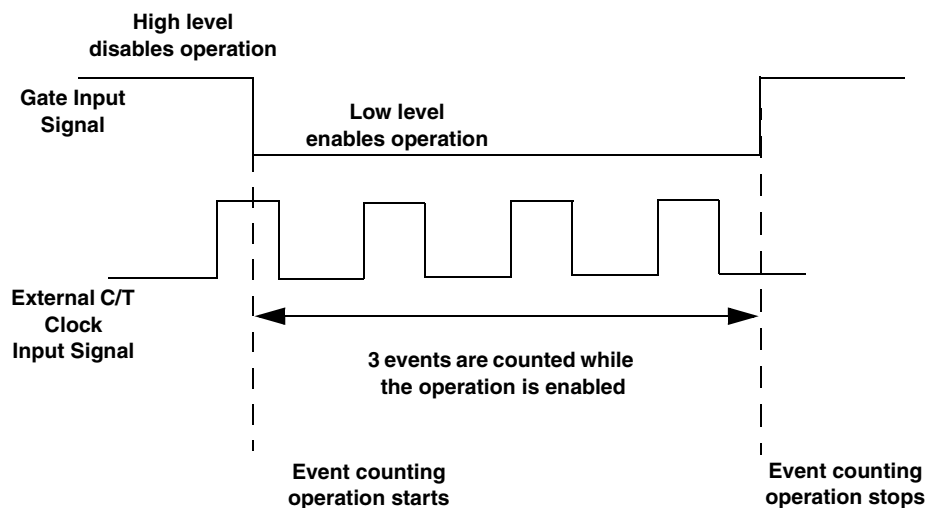 High level
disables operation
Gate Input
Signal
Low level
enables operation
External C/T
Clock
Input Signal
3 events are counted while
the operation is enabled
Event counting
operation starts
Event counting
operation stops